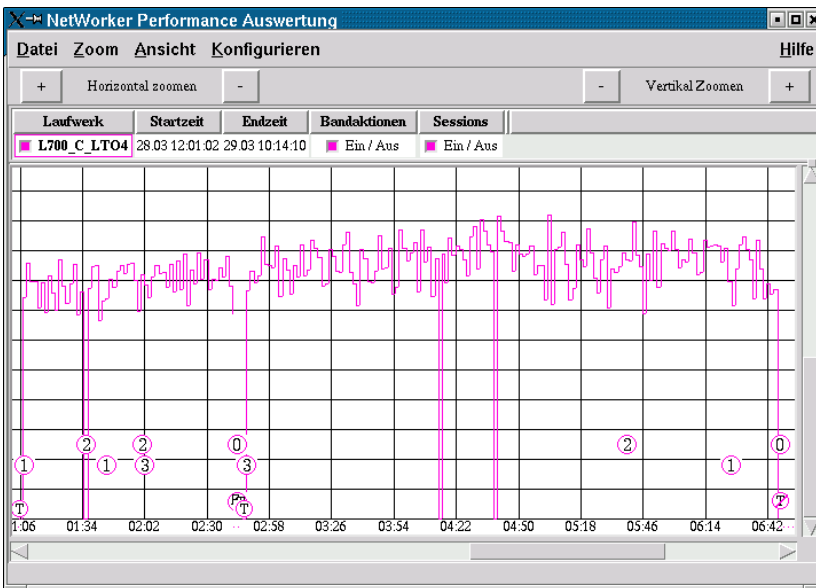 NetWorker Performance Auswertung
Datei Zoom Ansicht Konfigurieren Hilfe
+ Horizontal zoomen - - Vertikal Zoomen +
Laufwerk Startzeit Endzeit Bandaktionen Sessions
L700_C_LTO4 28.03 12:01:02 29.03 10:14:10 Ein / Aus Ein / Aus
2 2 0 2 0
1 1 3 3 1
T T
1:06 01:34 02:02 02:30 02:58 03:26 03:54 04:22 04:50 05:18 05:46 06:14 06:42